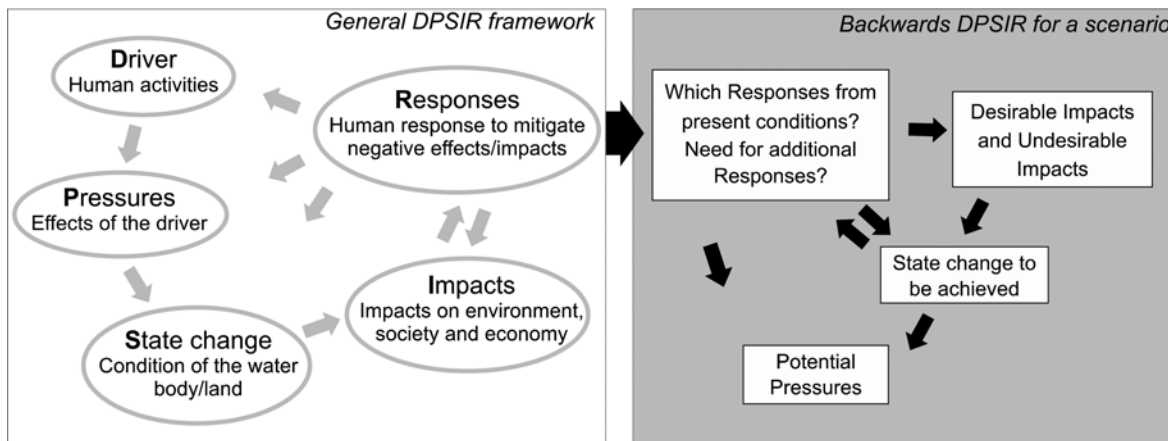 General DPSIR framework
Driver
Human activities
Responses
Human response to mitigate
negative effects/impacts
Pressures
Effects of the driver
Impacts
Impacts on environment,
society and economy
State change
Condition of the water
body/land
Backwards DPSIR for a scenario
Which Responses from
present conditions?
Need for additional
Responses?
Desirable Impacts
and Undesirable
Impacts
State change to
be achieved
Potential
Pressures